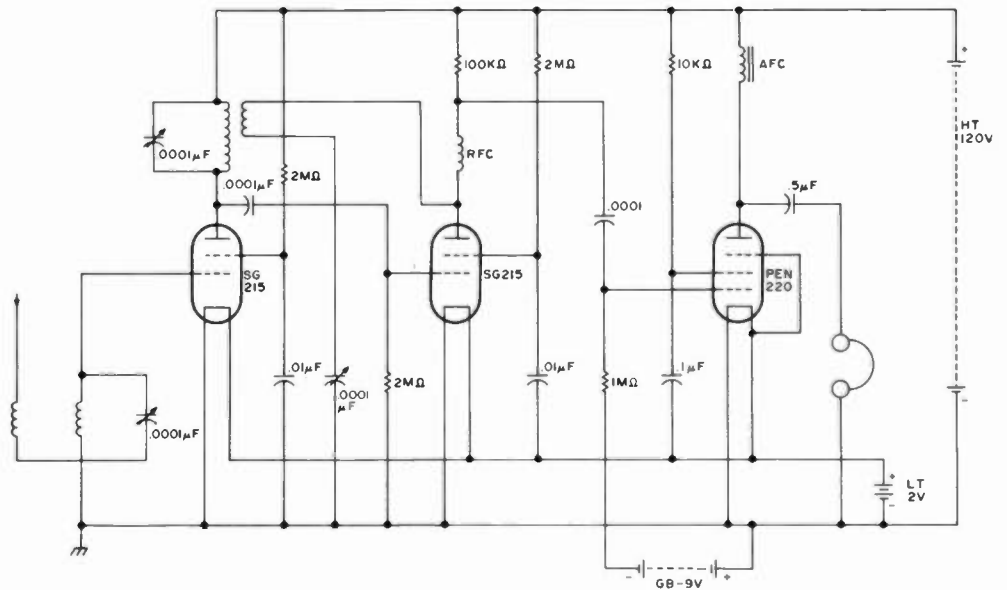 100KΩ
2MΩ
10KΩ
AFC
+
HT
120V
-
.0001µF
RFC
2MΩ
.0001µF
.0001
.5µF
SG
215
SG215
PEN
220
.01µF
.0001
µF
2MΩ
.01µF
1MΩ
.1µF
.0001µF
+
LT
2V
-
-
GB-9V
+